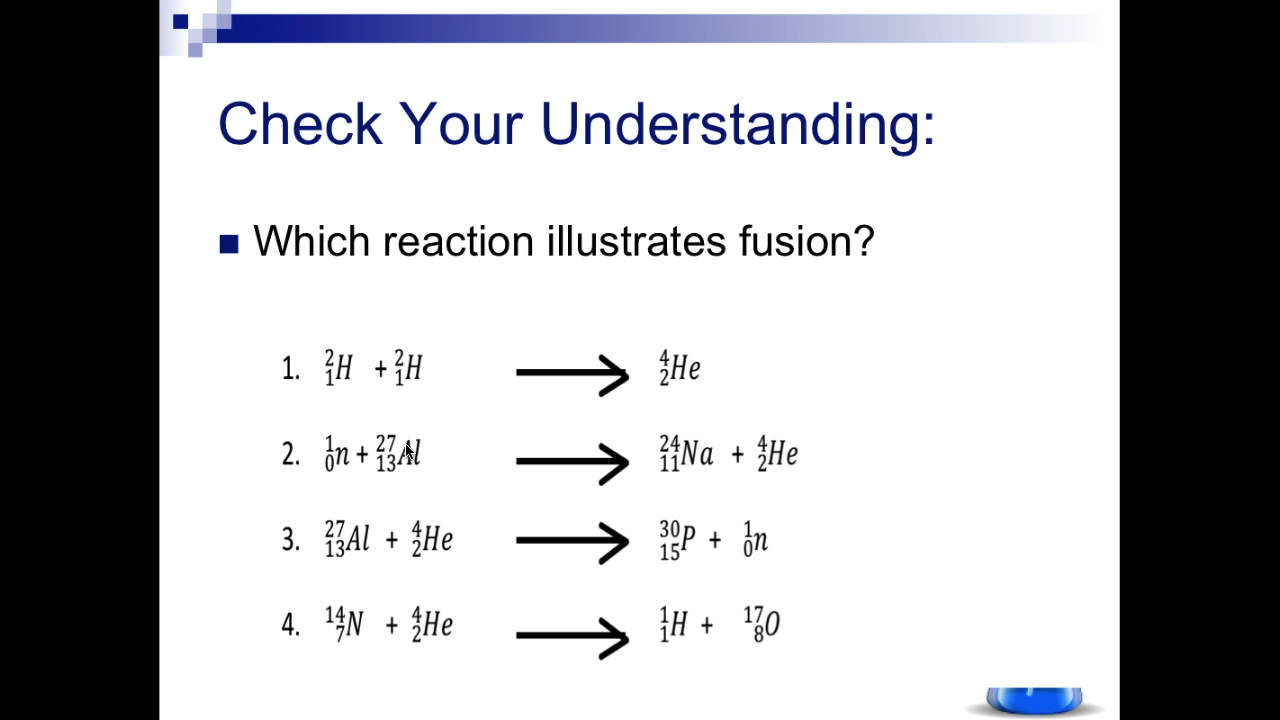 Check Your Understanding:
Which reaction illustrates fusion?
1. ²₁H + ²₁H ⟶ ⁴₂He
2. ¹₀n + ²⁷₁₃Al ⟶ ²⁴₁₁Na + ⁴₂He
3. ²⁷₁₃Al + ⁴₂He ⟶ ³⁰₁₅P + ¹₀n
4. ¹⁴₇N + ⁴₂He ⟶ ¹₁H + ¹⁷₈O